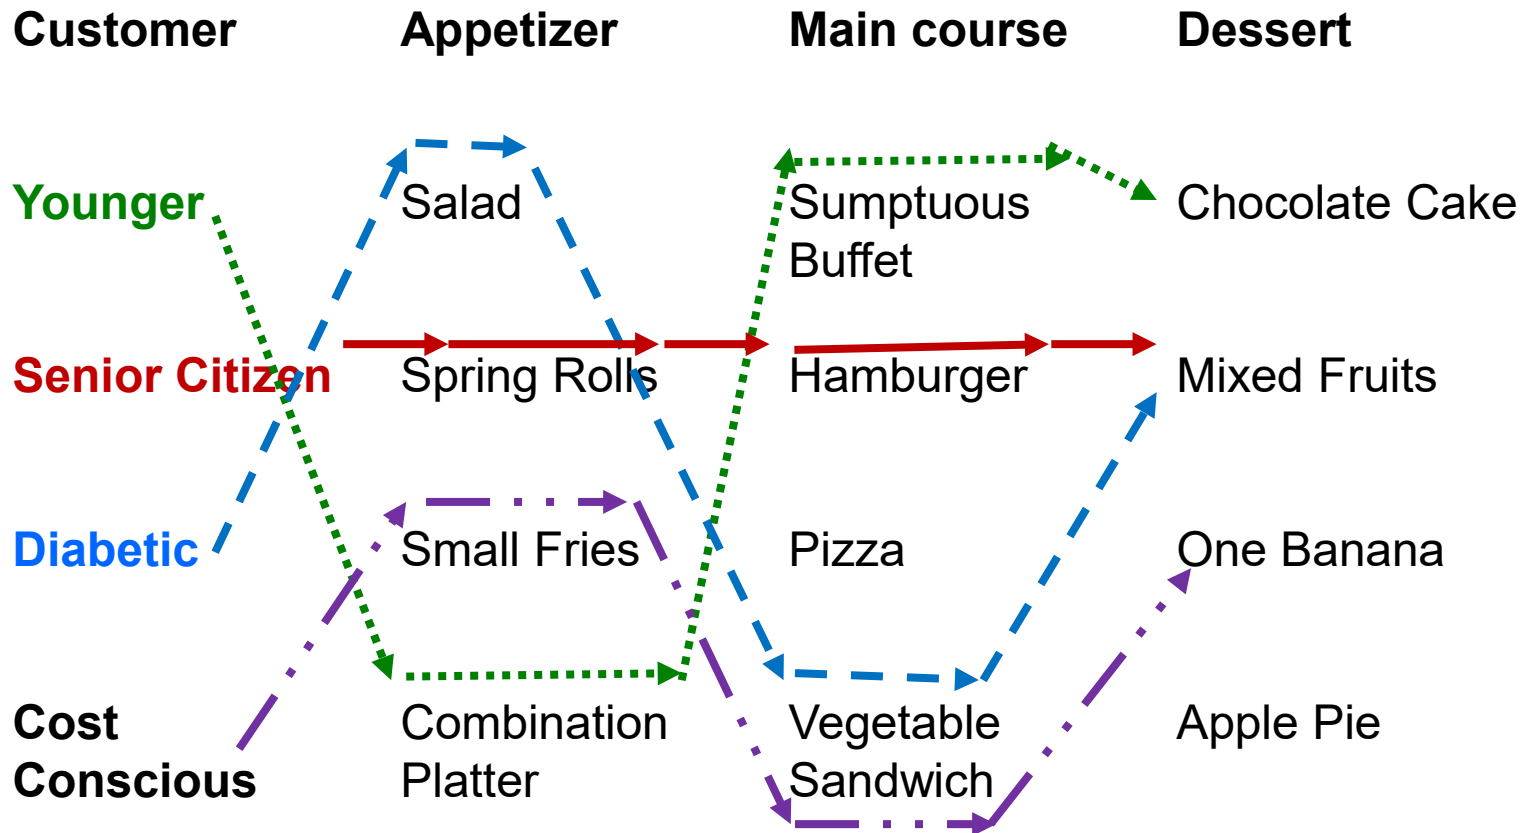 Customer Appetizer Main course Dessert
Younger Salad Sumptuous Chocolate Cake
Buffet
Senior Citizen Spring Rolls Hamburger Mixed Fruits
Diabetic Small Fries Pizza One Banana
Cost Combination Vegetable Apple Pie
Conscious Platter Sandwich